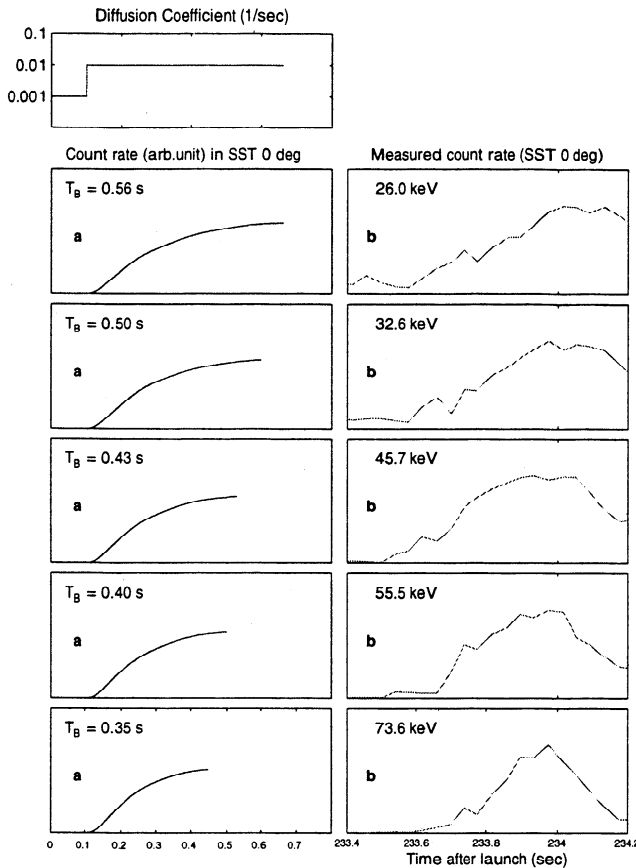 Diffusion Coefficient (1/sec)
0.1
0.01
0.001
Count rate (arb.unit) in SST 0 deg
Measured count rate (SST 0 deg)
T_B = 0.56 s
a
26.0 keV
b
T_B = 0.50 s
a
32.6 keV
b
T_B = 0.43 s
a
45.7 keV
b
T_B = 0.40 s
a
55.5 keV
b
T_B = 0.35 s
a
73.6 keV
b
0 0.1 0.2 0.3 0.4 0.5 0.6 0.7
233.4 233.6 233.8 234 234.2
Time after launch (sec)